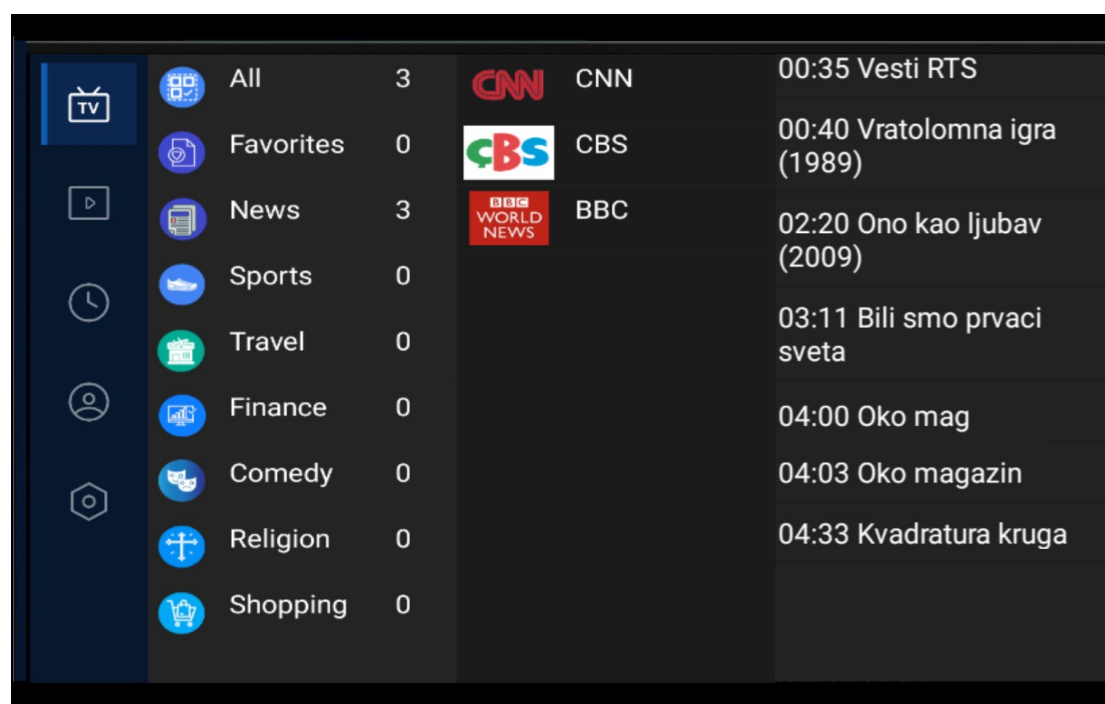 TV
All 3
Favorites 0
News 3
Sports 0
Travel 0
Finance 0
Comedy 0
Religion 0
Shopping 0
CNN CNN
ÇBS CBS
BBC
WORLD
NEWS
BBC
00:35 Vesti RTS
00:40 Vratolomna igra
(1989)
02:20 Ono kao ljubav
(2009)
03:11 Bili smo prvaci
sveta
04:00 Oko mag
04:03 Oko magazin
04:33 Kvadratura kruga